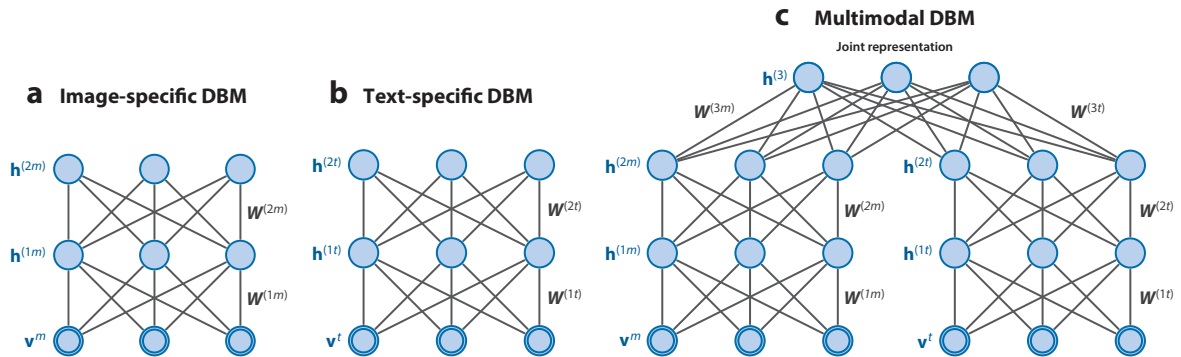 a Image-specific DBM
h(2m)
W(2m)
h(1m)
W(1m)
vm
b Text-specific DBM
h(2t)
W(2t)
h(1t)
W(1t)
vt
c Multimodal DBM
Joint representation
h(3)
W(3m)
W(3t)
h(2m)
W(2m)
h(1m)
W(1m)
vm
h(2t)
W(2t)
h(1t)
W(1t)
vt